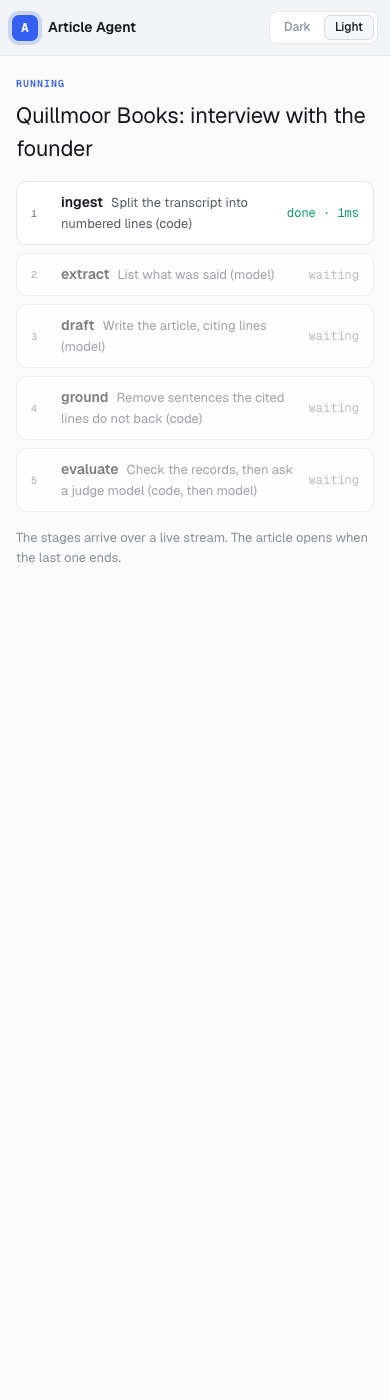 A Article Agent Dark Light
RUNNING
Quillmoor Books: interview with the
founder
1 ingest Split the transcript into
numbered lines (code) done · 1ms
2 extract List what was said (model) waiting
3 draft Write the article, citing lines
(model) waiting
4 ground Remove sentences the cited
lines do not back (code) waiting
5 evaluate Check the records, then ask
a judge model (code, then model) waiting
The stages arrive over a live stream. The article opens when
the last one ends.